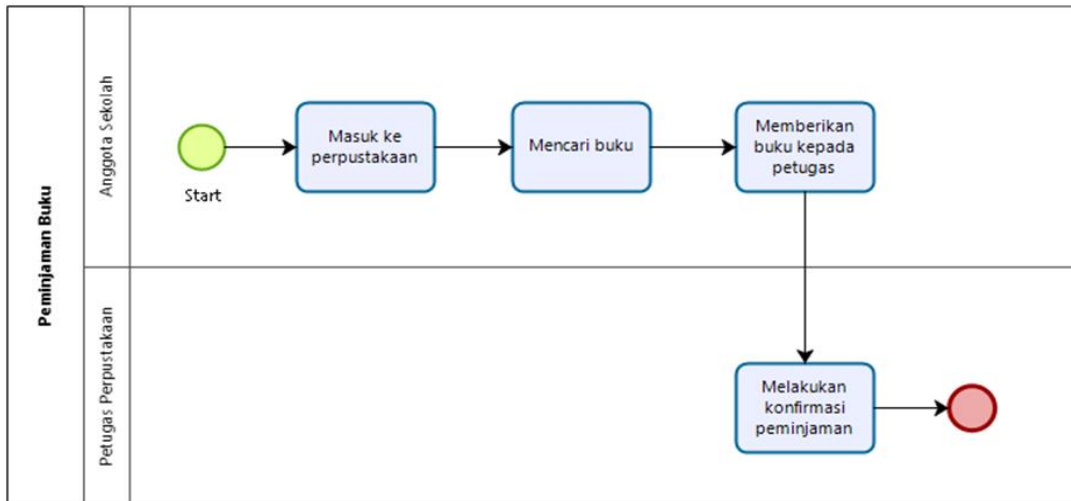 Peminjaman Buku
Anggota Sekolah
Start
Masuk ke
perpustakaan
Mencari buku
Memberikan
buku kepada
petugas
Petugas Perpustakaan
Melakukan
konfirmasi
peminjaman